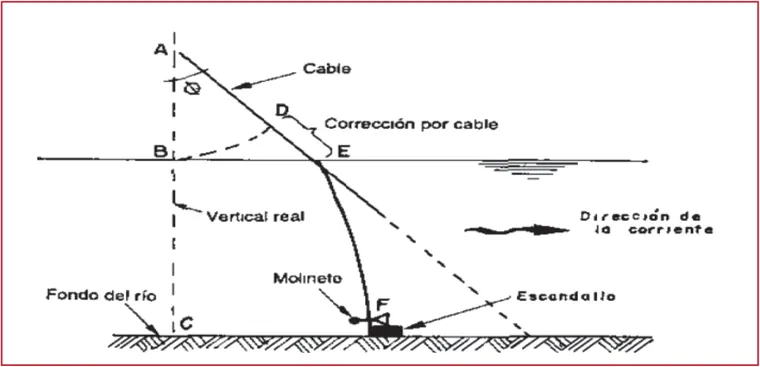 A
Cable
Ø
D
Corrección por cable
B
E
Vertical real
Dirección de
la corriente
Molinete
Fondo del río
F
Escandallo
C